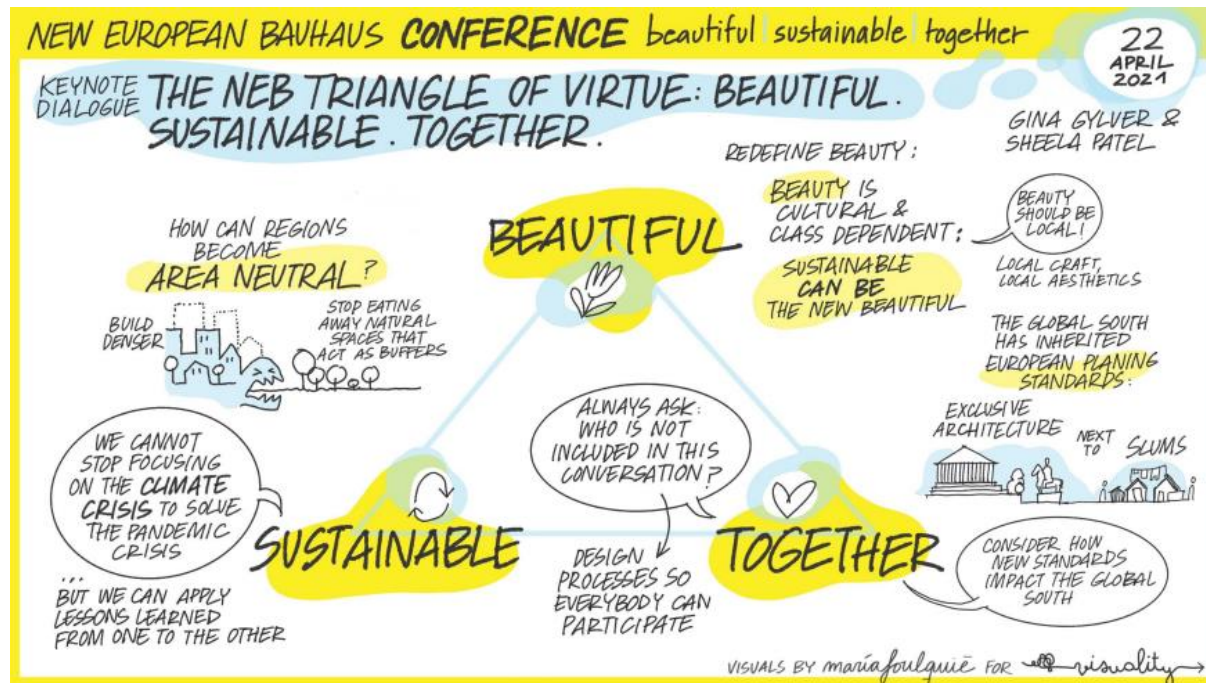 NEW EUROPEAN BAUHAUS CONFERENCE beautiful | sustainable | together
22
APRIL
2021
KEYNOTE
DIALOGUE
THE NEB TRIANGLE OF VIRTUE: BEAUTIFUL.
SUSTAINABLE. TOGETHER.
GINA GYLVER &
SHEELA PATEL
REDEFINE BEAUTY:
BEAUTY IS
CULTURAL &
CLASS DEPENDENT:
SUSTAINABLE
CAN BE
THE NEW BEAUTIFUL
BEAUTY
SHOULD BE
LOCAL!
LOCAL CRAFT,
LOCAL AESTHETICS
THE GLOBAL SOUTH
HAS INHERITED
EUROPEAN PLANING
STANDARDS:
EXCLUSIVE
ARCHITECTURE
NEXT
TO
SLUMS
BEAUTIFUL
HOW CAN REGIONS
BECOME
AREA NEUTRAL?
BUILD
DENSER
STOP EATING
AWAY NATURAL
SPACES THAT
ACT AS BUFFERS
WE CANNOT
STOP FOCUSING
ON THE CLIMATE
CRISIS TO SOLVE
THE PANDEMIC
CRISIS
...
BUT WE CAN APPLY
LESSONS LEARNED
FROM ONE TO THE OTHER
SUSTAINABLE
ALWAYS ASK:
WHO IS NOT
INCLUDED IN THIS
CONVERSATION?
DESIGN
PROCESSES SO
EVERYBODY CAN
PARTICIPATE
TOGETHER
CONSIDER HOW
NEW STANDARDS
IMPACT THE GLOBAL
SOUTH
VISUALS BY maríafoulquié FOR visuality